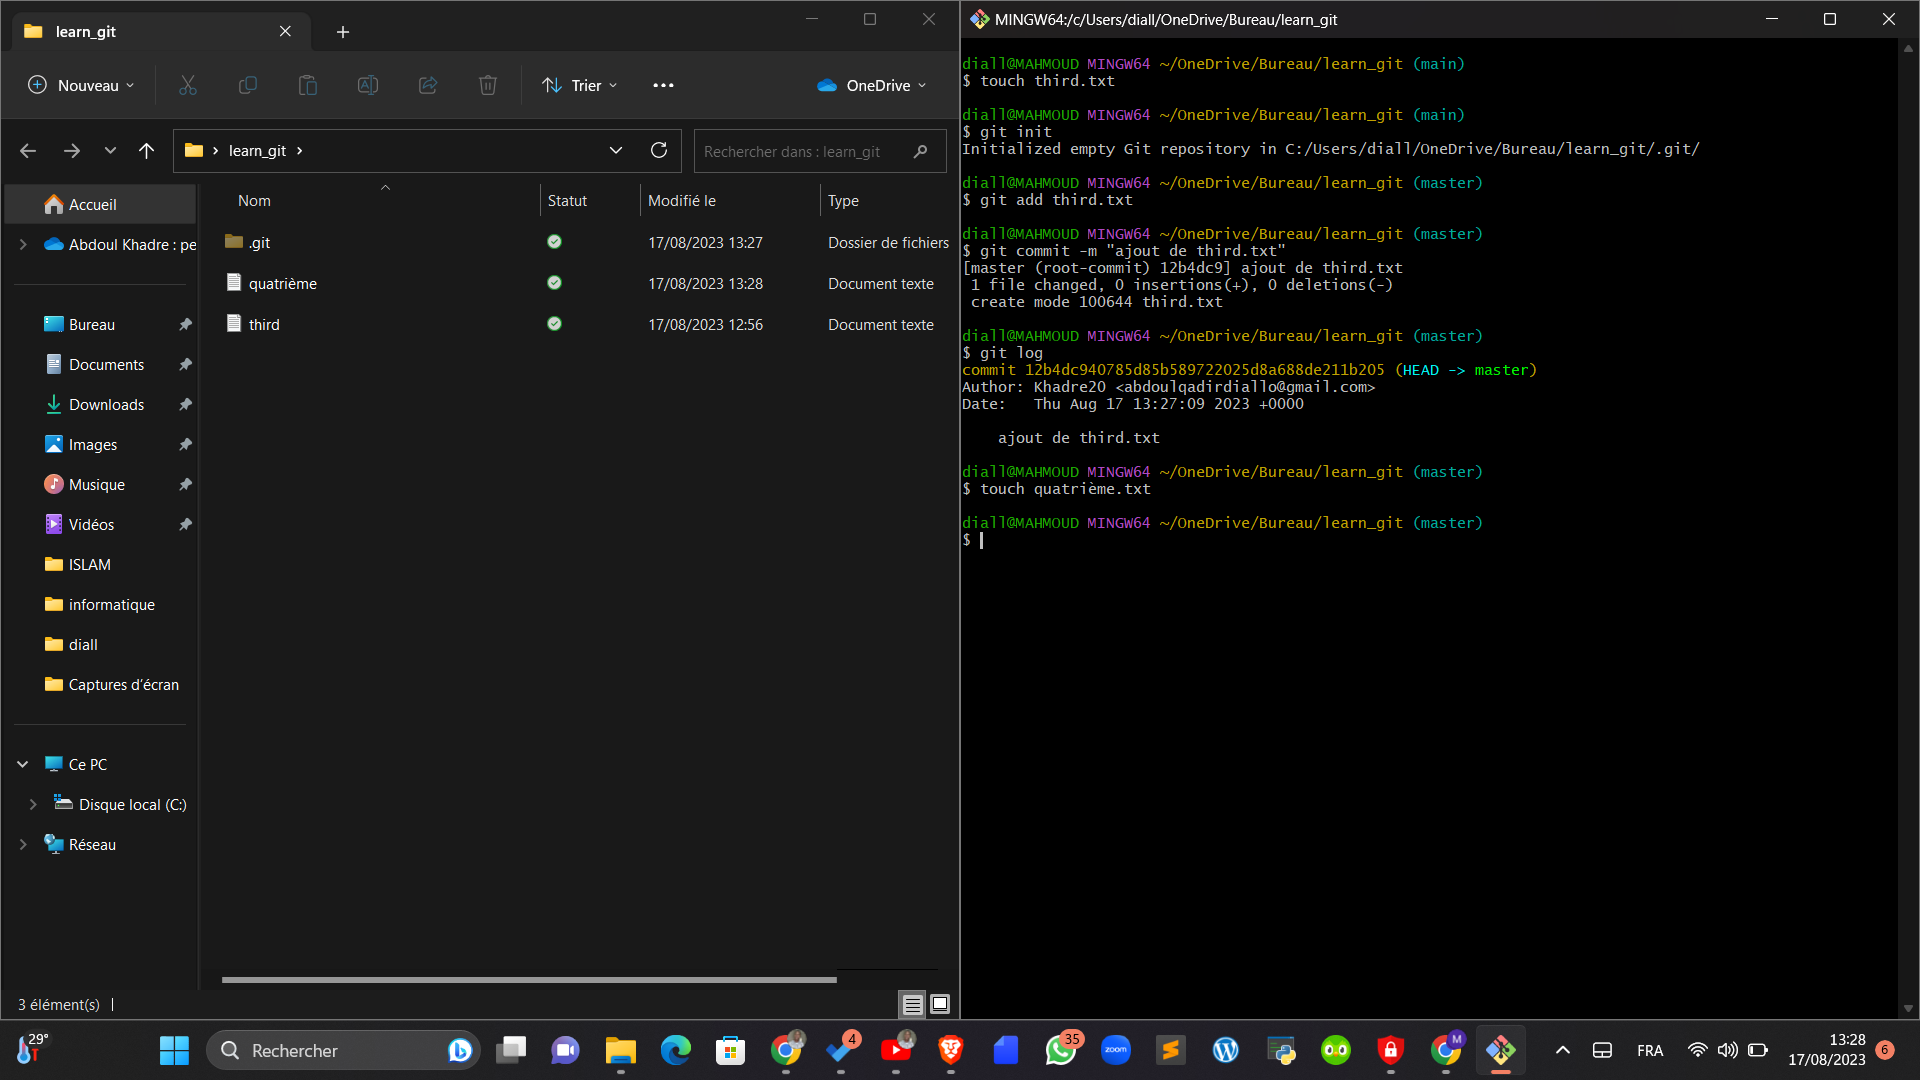 learn_git
Nouveau
Trier
OneDrive
learn_git
Rechercher dans : learn_git
Accueil
Abdoul Khadre : pe
Bureau
Documents
Downloads
Images
Musique
Vidéos
ISLAM
informatique
diall
Captures d'écran
Ce PC
Disque local (C:)
Réseau
Nom Statut Modifié le Type
.git 17/08/2023 13:27 Dossier de fichiers
quatrième 17/08/2023 13:28 Document texte
third 17/08/2023 12:56 Document texte
3 élément(s)
MINGW64:/c/Users/diall/OneDrive/Bureau/learn_git
diall@MAHMOUD MINGW64 ~/OneDrive/Bureau/learn_git (main)
$ touch third.txt
diall@MAHMOUD MINGW64 ~/OneDrive/Bureau/learn_git (main)
$ git init
Initialized empty Git repository in C:/Users/diall/OneDrive/Bureau/learn_git/.git/
diall@MAHMOUD MINGW64 ~/OneDrive/Bureau/learn_git (master)
$ git add third.txt
diall@MAHMOUD MINGW64 ~/OneDrive/Bureau/learn_git (master)
$ git commit -m "ajout de third.txt"
[master (root-commit) 12b4dc9] ajout de third.txt
1 file changed, 0 insertions(+), 0 deletions(-)
create mode 100644 third.txt
diall@MAHMOUD MINGW64 ~/OneDrive/Bureau/learn_git (master)
$ git log
commit 12b4dc940785d85b589722025d8a688de211b205 (HEAD -> master)
Author: Khadre20 <abdoulqadirdiallo@gmail.com>
Date: Thu Aug 17 13:27:09 2023 +0000
ajout de third.txt
diall@MAHMOUD MINGW64 ~/OneDrive/Bureau/learn_git (master)
$ touch quatrième.txt
diall@MAHMOUD MINGW64 ~/OneDrive/Bureau/learn_git (master)
$
29°
Rechercher
4
35
zoom
M
FRA
13:28
17/08/2023
6